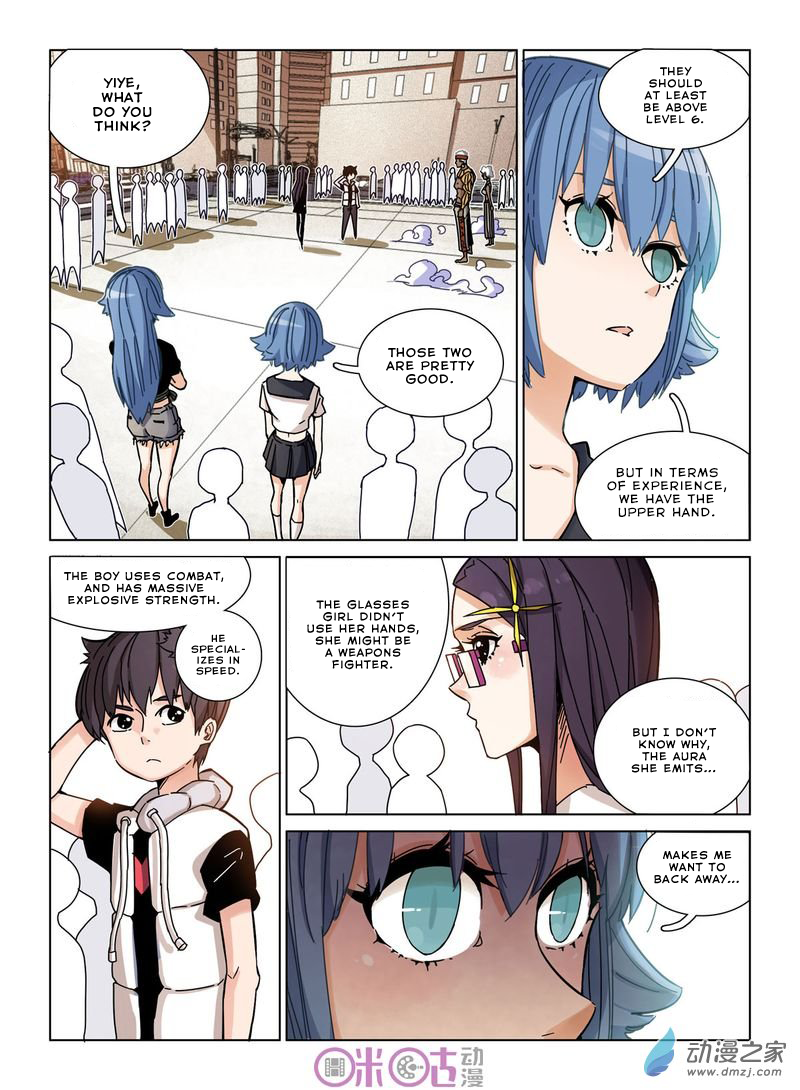 YIYE,
WHAT
DO YOU
THINK?
THOSE TWO
ARE PRETTY
GOOD.
THEY
SHOULD
AT LEAST
BE ABOVE
LEVEL 6.
BUT IN TERMS
OF EXPERIENCE,
WE HAVE THE
UPPER HAND.
THE BOY USES COMBAT,
AND HAS MASSIVE
EXPLOSIVE STRENGTH.
HE
SPECIAL-
IZES IN
SPEED.
THE GLASSES
GIRL DIDN'T
USE HER HANDS,
SHE MIGHT BE
A WEAPONS
FIGHTER.
BUT I DON'T
KNOW WHY,
THE AURA
SHE EMITS...
MAKES ME
WANT TO
BACK AWAY...
咪咕动漫
动漫之家
www.dmzj.com